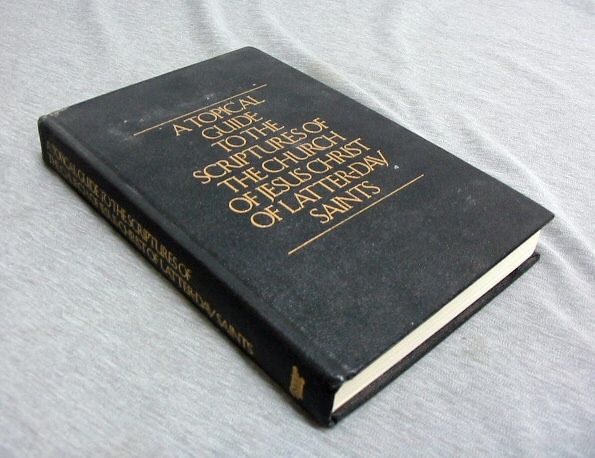 A TOPICAL
GUIDE
TO THE
SCRIPTURES OF
THE CHURCH
OF JESUS CHRIST
OF LATTER-DAY
SAINTS
A TOPICAL GUIDE TO THE SCRIPTURES OF
THE CHURCH OF JESUS CHRIST OF LATTER-DAY SAINTS